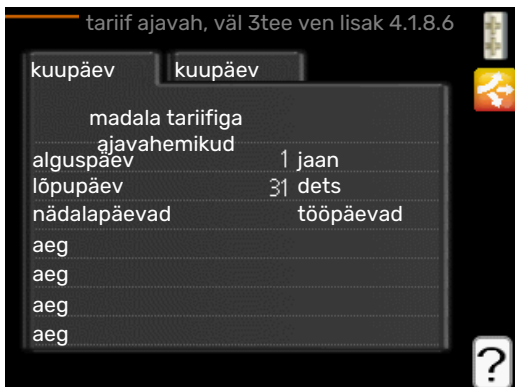 tariif ajavah, väl 3tee ven lisak 4.1.8.6
kuupäev kuupäev
madala tariifiga
ajavahemikud
alguspäev 1 jaan
lõpupäev 31 dets
nädalapäevad tööpäevad
aeg
aeg
aeg
aeg
?